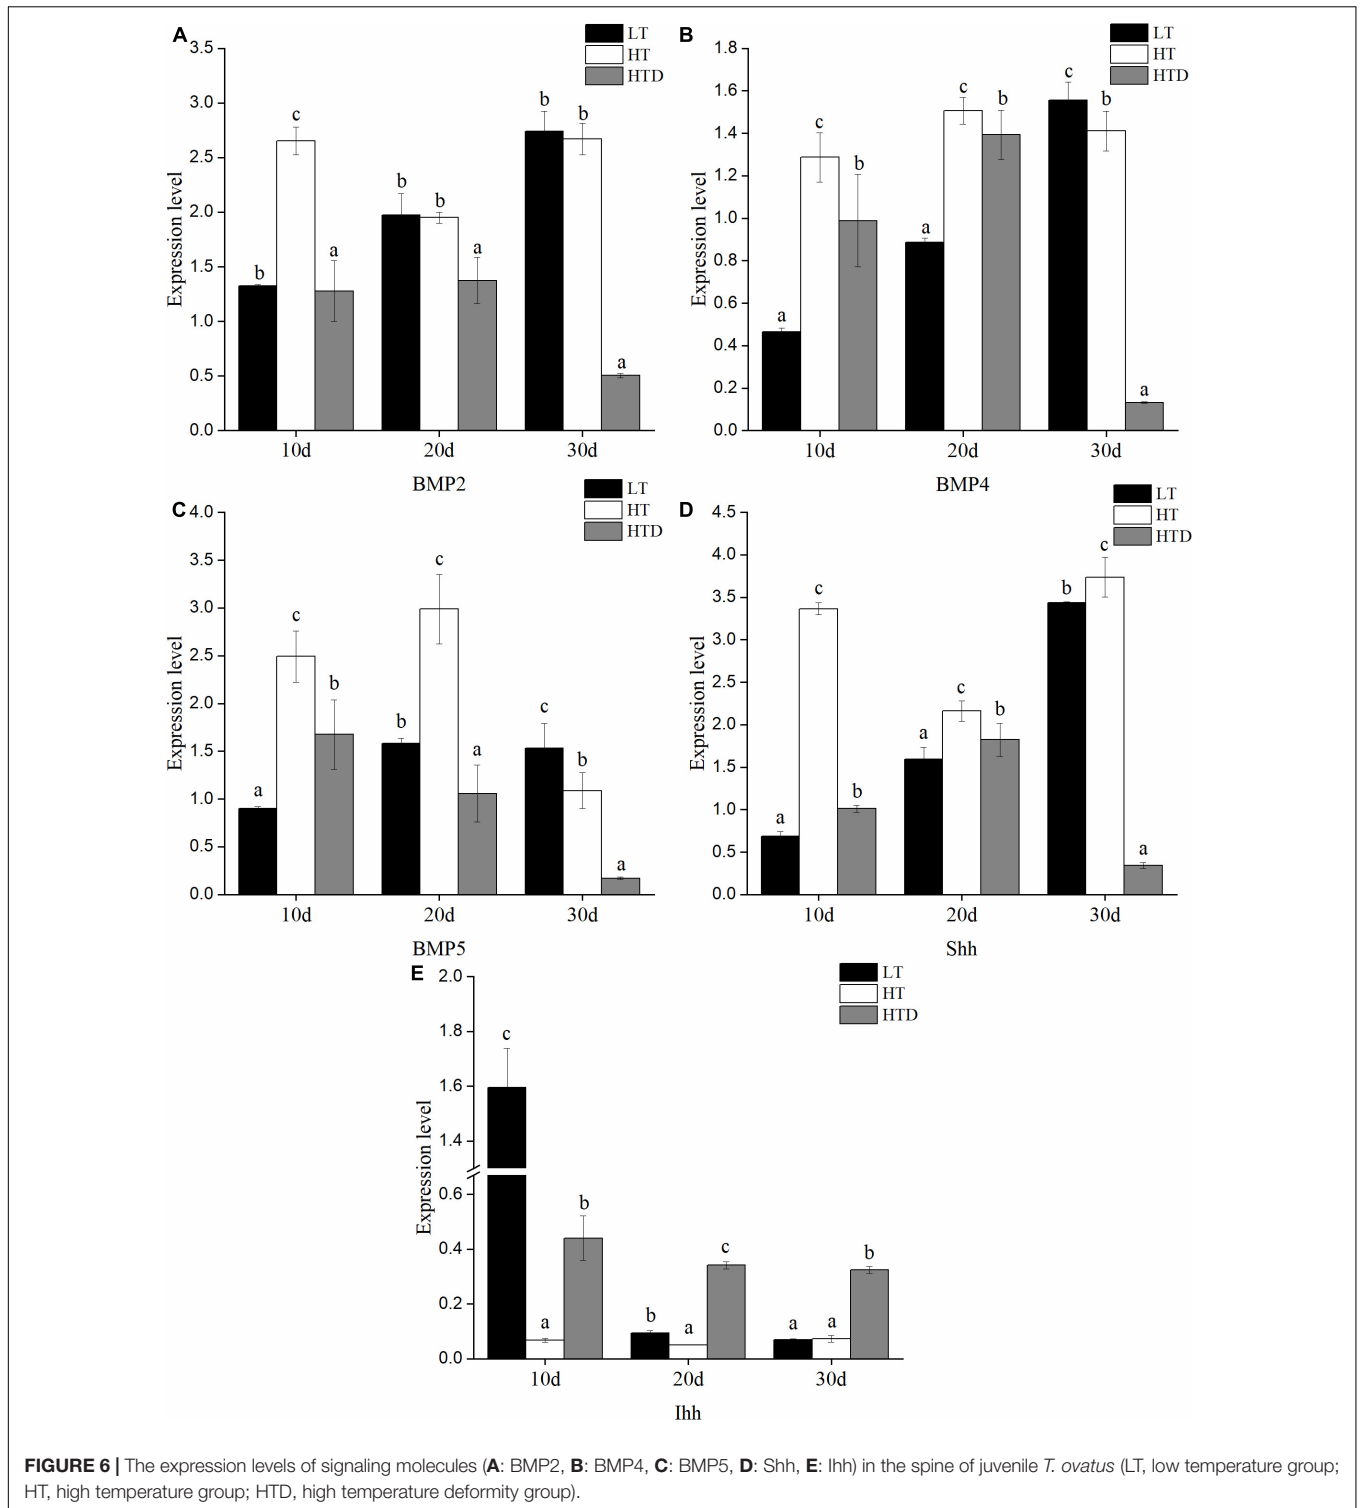 A
LT
HT
HTD
3.5
3.0
2.5
2.0
1.5
1.0
0.5
0.0
Expression level
b
c
a
b
b
a
b
b
a
10d
20d
30d
BMP2
B
LT
HT
HTD
1.8
1.6
1.4
1.2
1.0
0.8
0.6
0.4
0.2
0.0
Expression level
a
c
b
a
c
b
c
b
a
10d
20d
30d
BMP4
C
LT
HT
HTD
4.0
3.5
3.0
2.5
2.0
1.5
1.0
0.5
0.0
Expression level
a
c
b
b
c
a
c
b
a
10d
20d
30d
BMP5
D
LT
HT
HTD
4.5
4.0
3.5
3.0
2.5
2.0
1.5
1.0
0.5
0.0
Expression level
a
c
b
a
c
b
b
c
a
10d
20d
30d
Shh
E
LT
HT
HTD
2.0
1.8
1.6
1.4
0.6
0.4
0.2
0.0
Expression level
c
a
b
b
a
c
a
a
b
10d
20d
30d
Ihh
FIGURE 6 | The expression levels of signaling molecules (A: BMP2, B: BMP4, C: BMP5, D: Shh, E: Ihh) in the spine of juvenile T. ovatus (LT, low temperature group;
HT, high temperature group; HTD, high temperature deformity group).